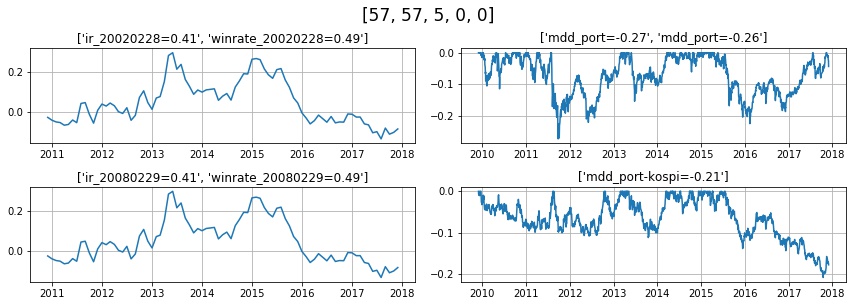 [57, 57, 5, 0, 0]
['ir_20020228=0.41', 'winrate_20020228=0.49']
0.2
0.0
2011 2012 2013 2014 2015 2016 2017 2018
['mdd_port=-0.27', 'mdd_port=-0.26']
0.0
−0.1
−0.2
2010 2011 2012 2013 2014 2015 2016 2017 2018
['ir_20080229=0.41', 'winrate_20080229=0.49']
0.2
0.0
2011 2012 2013 2014 2015 2016 2017 2018
['mdd_port-kospi=-0.21']
0.0
−0.1
−0.2
2010 2011 2012 2013 2014 2015 2016 2017 2018